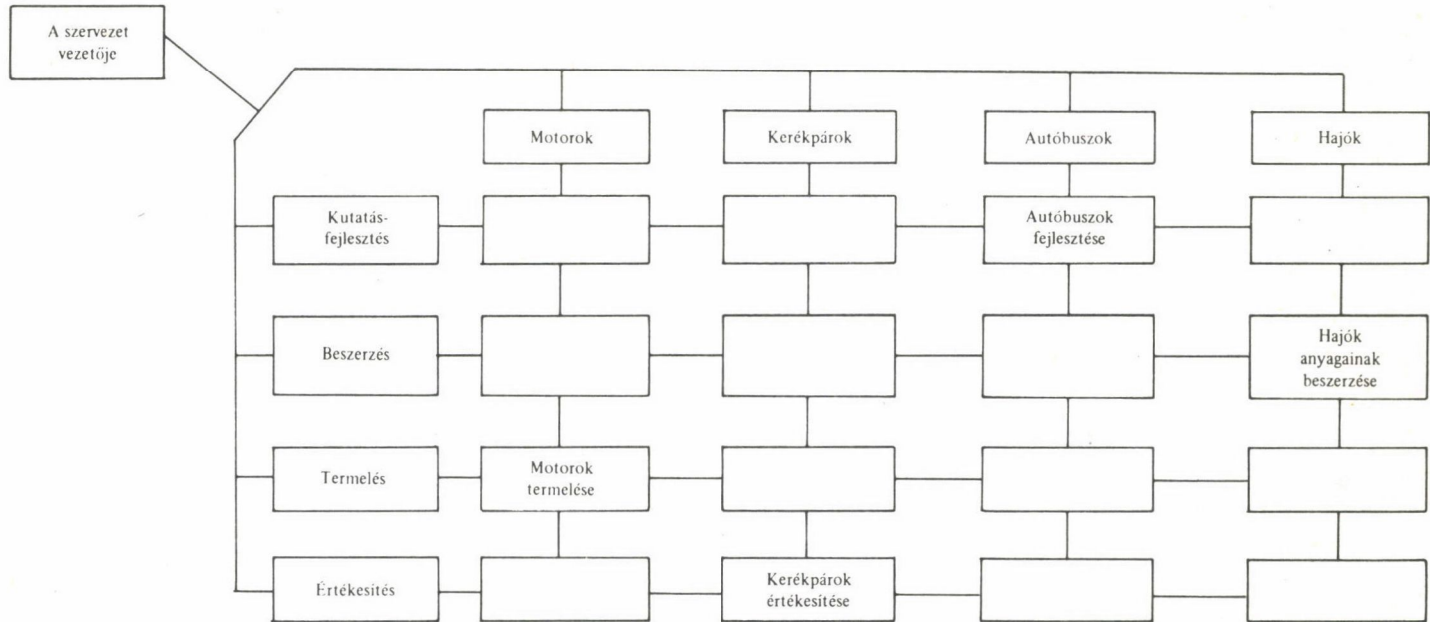 A szervezet
vezetője
Motorok
Kerékpárok
Autóbuszok
Hajók
Kutatás-
fejlesztés
Autóbuszok
fejlesztése
Beszerzés
Hajók
anyagainak
beszerzése
Termelés
Motorok
termelése
Értékesítés
Kerékpárok
értékesítése